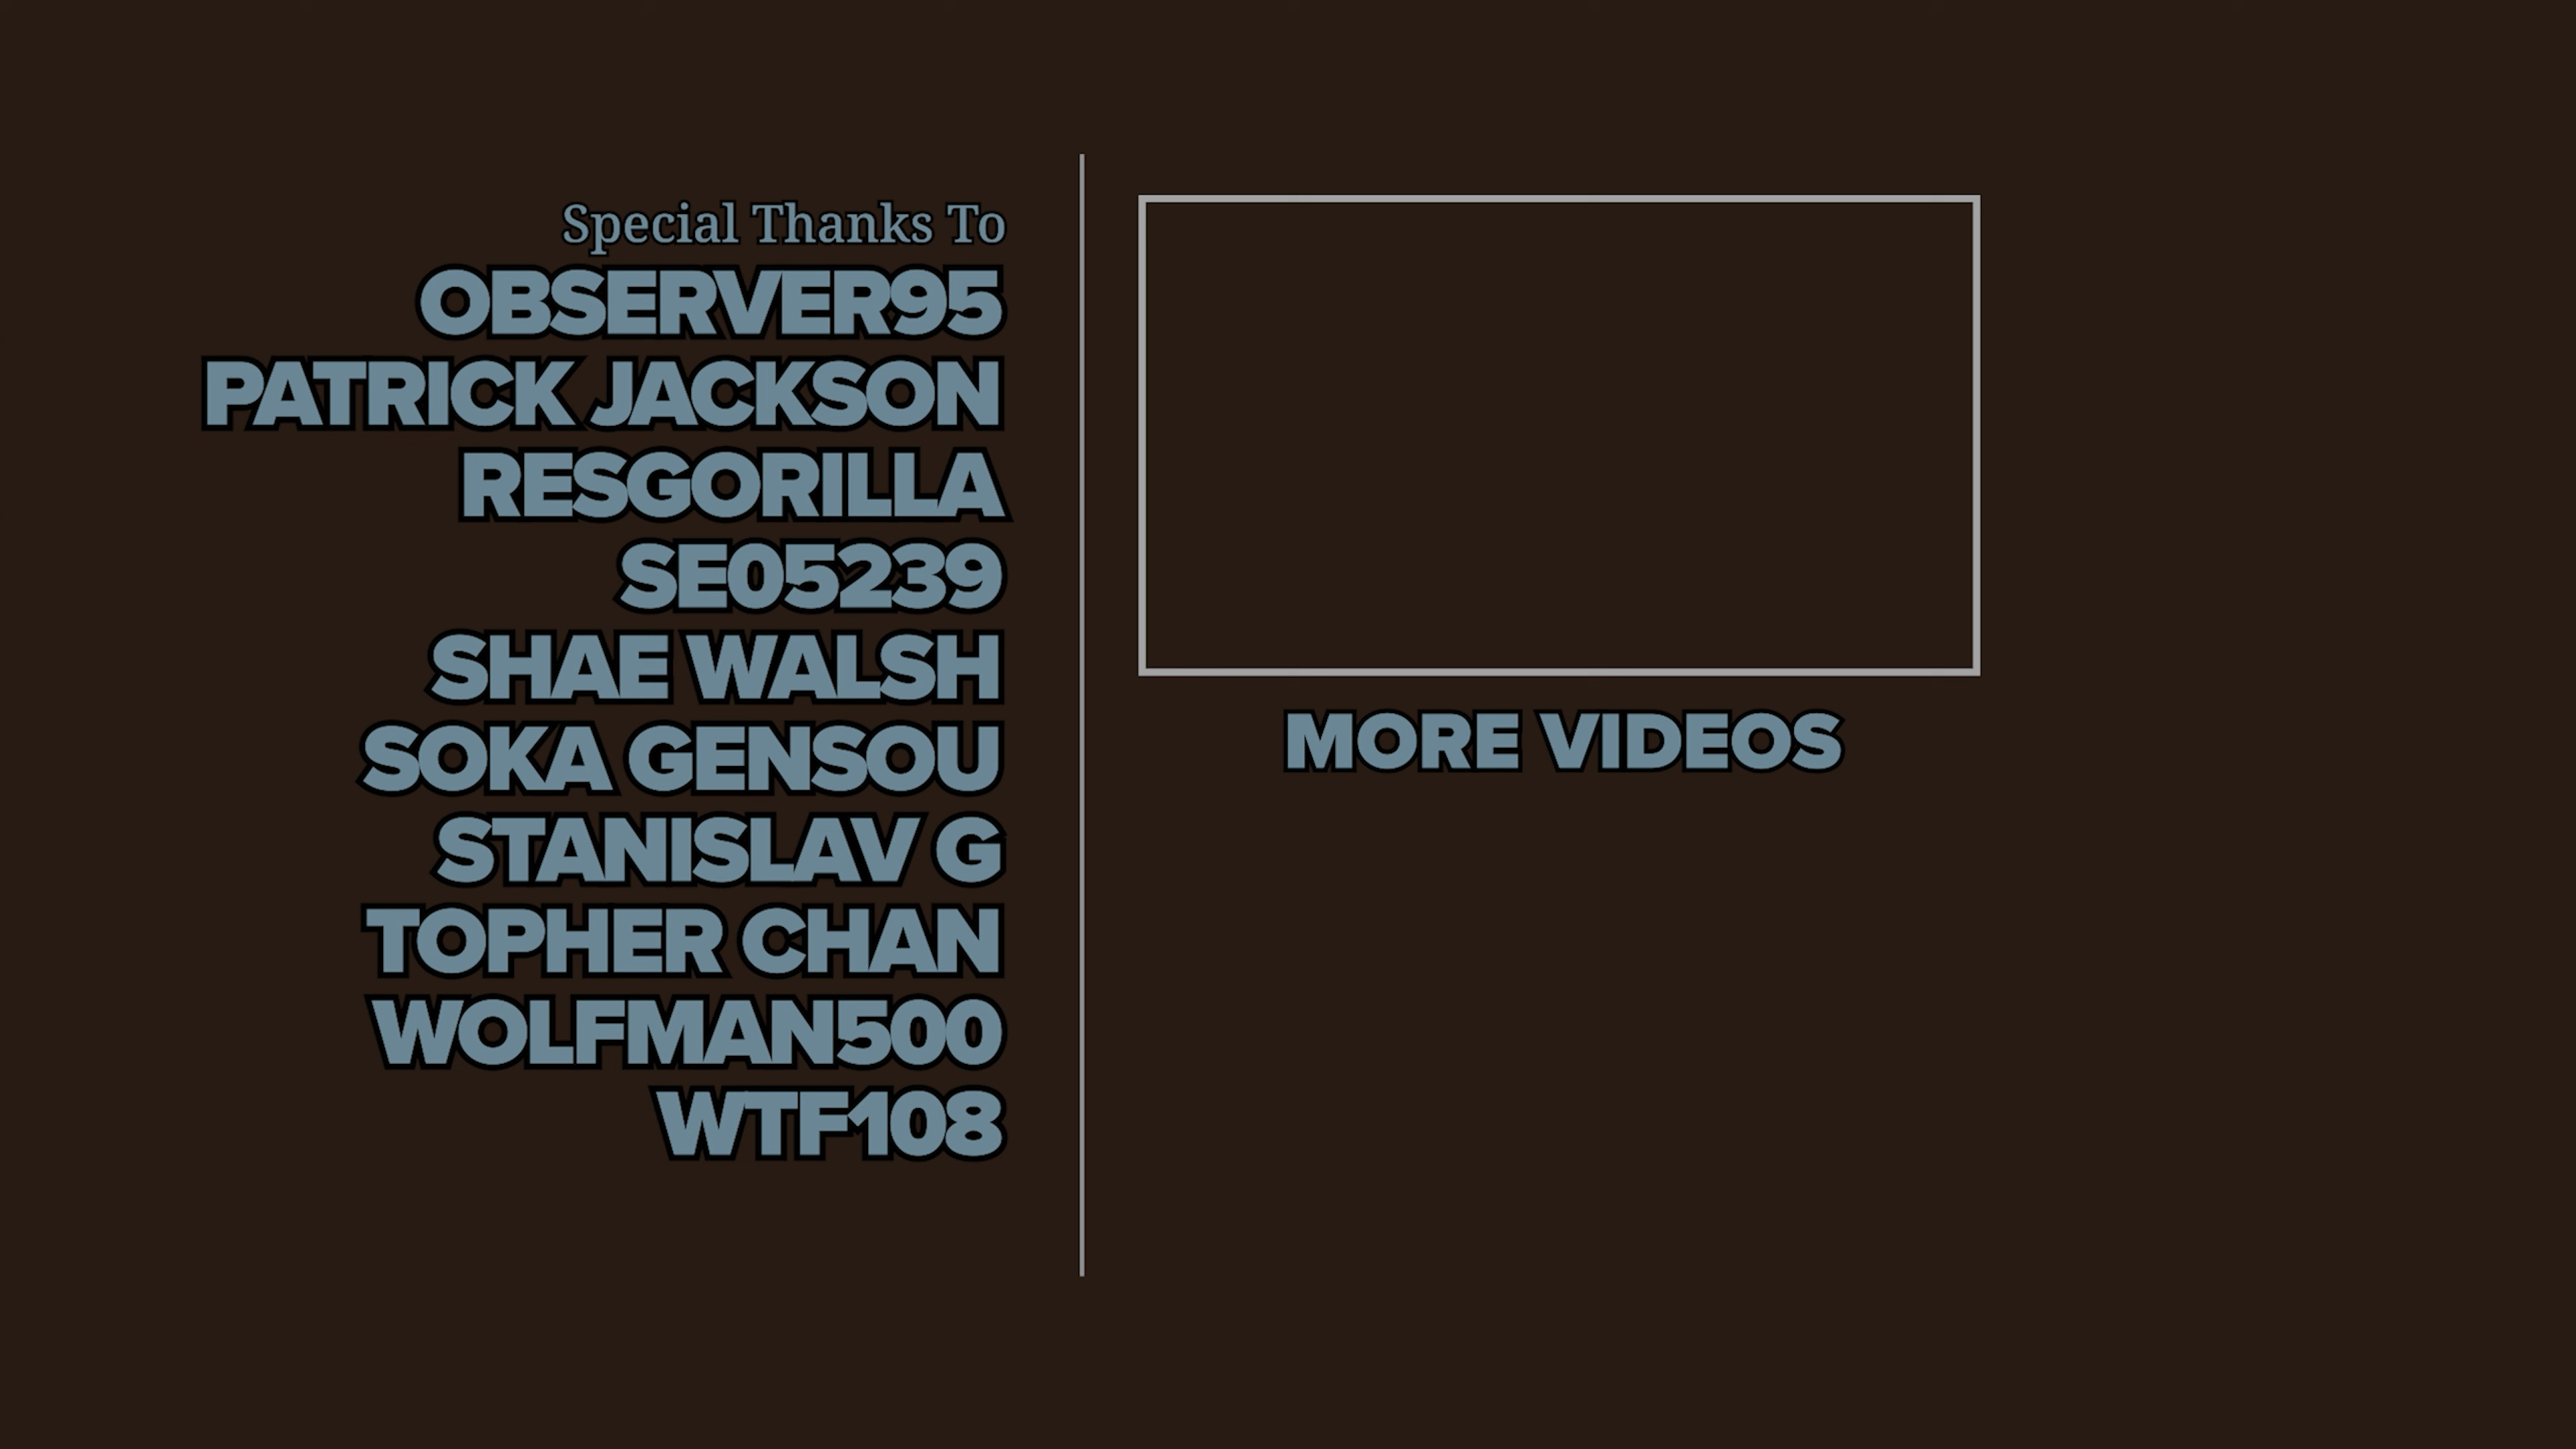 Special Thanks To
OBSERVER95
PATRICK JACKSON
RESGORILLA
SE05239
SHAE WALSH
SOKA GENSOU
STANISLAV G
TOPHER CHAN
WOLFMAN500
WTF108
MORE VIDEOS